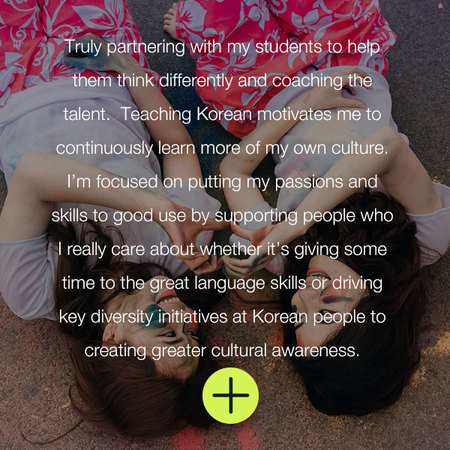 Truly partnering with my students to help
them think differently and coaching the
talent.  Teaching Korean motivates me to
continuously learn more of my own culture.
I'm focused on putting my passions and
skills to good use by supporting people who
I really care about whether it's giving some
time to the great language skills or driving
key diversity initiatives at Korean people to
creating greater cultural awareness.